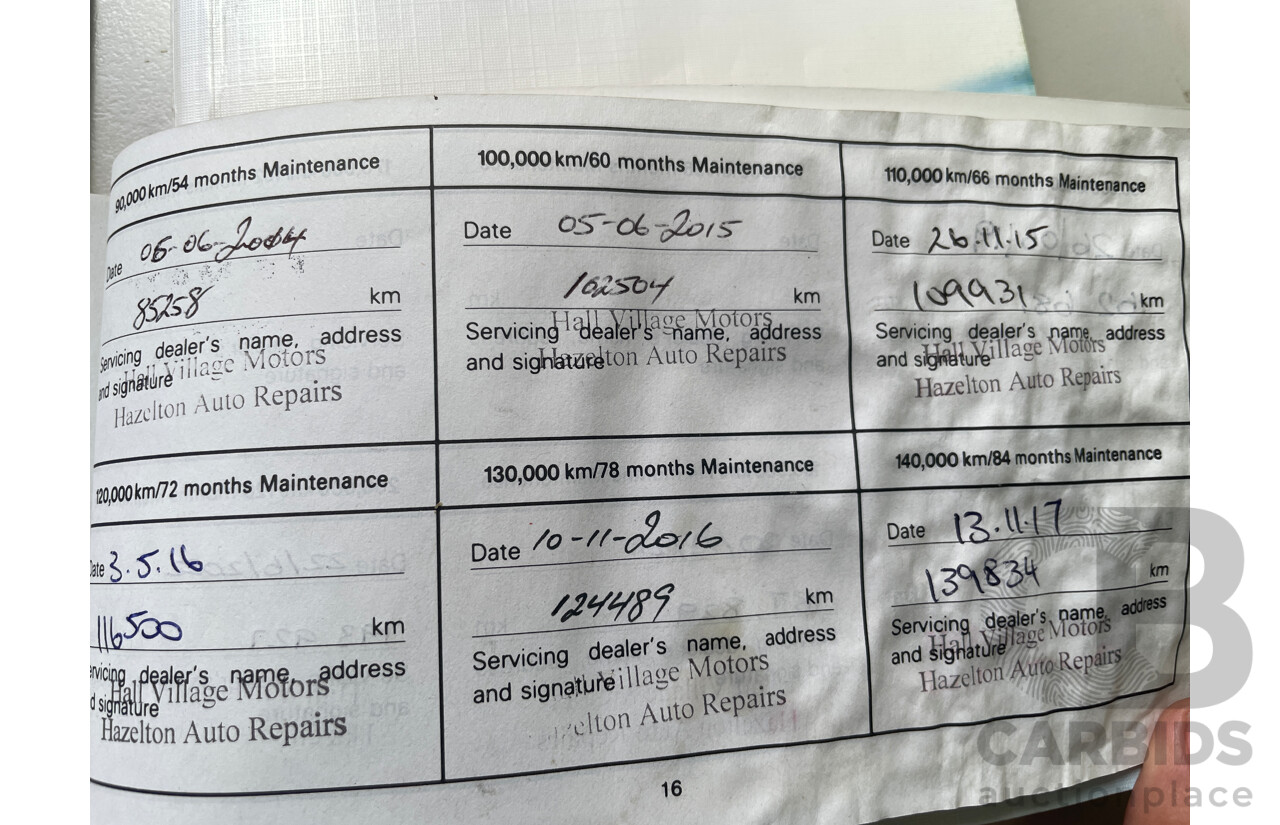 90,000 km/54 months Maintenance
Date 05-06-2004
85258 km
Servicing dealer's name, address
and signature
Hall Village Motors
Hazelton Auto Repairs
100,000 km/60 months Maintenance
Date 05-06-2015
102504 km
Servicing dealer's name, address
and signature
Hall Village Motors
Hazelton Auto Repairs
110,000 km/66 months Maintenance
Date 26.11.15
109931 km
Servicing dealer's name, address
and signature
Hall Village Motors
Hazelton Auto Repairs
120,000 km/72 months Maintenance
Date 3.5.16
116500 km
ervicing dealer's name, address
d signature
Hall Village Motors
Hazelton Auto Repairs
130,000 km/78 months Maintenance
Date 10-11-2016
124489 km
Servicing dealer's name, address
and signature
Village Motors
zelton Auto Repairs
140,000 km/84 months Maintenance
Date 13.11.17
139834 km
Servicing dealer's name, address
and signature
Hall Village Motors
Hazelton Auto Repairs
16
CARBIDS
auctionplace